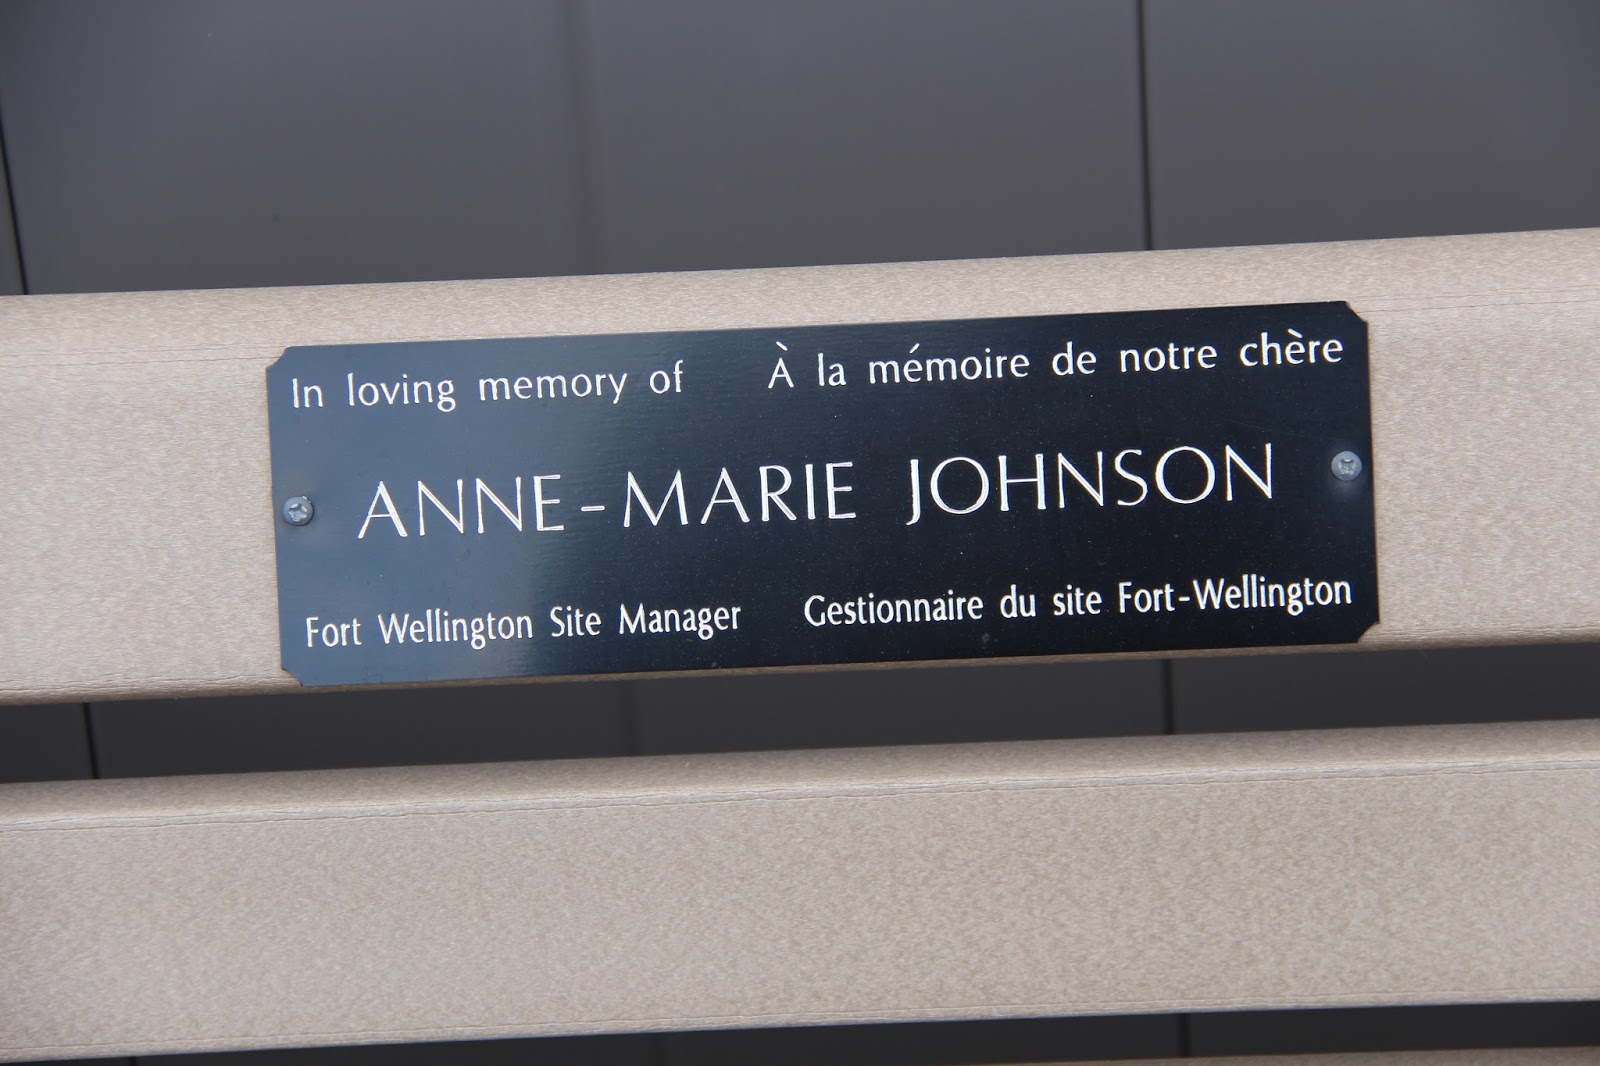 In loving memory of À la mémoire de notre chère
ANNE-MARIE JOHNSON
Fort Wellington Site Manager Gestionnaire du site Fort-Wellington